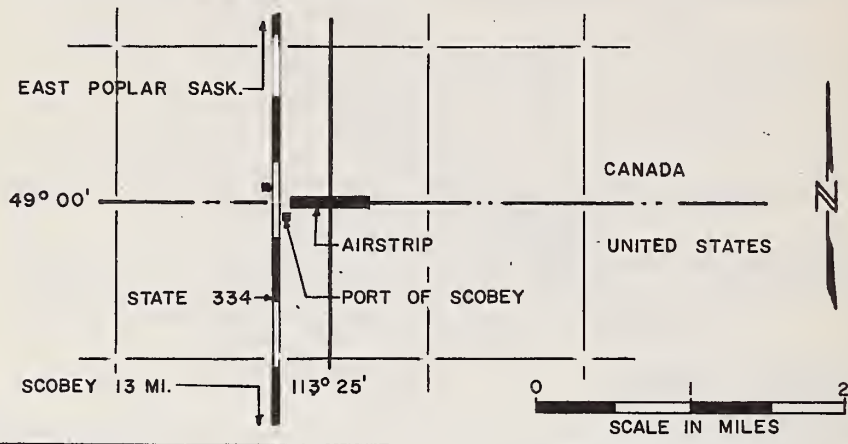 EAST POPLAR SASK.
CANADA
49° 00'
UNITED STATES
AIRSTRIP
STATE 334
PORT OF SCOBEY
SCOBEY 13 MI.
113° 25'
N
0 1 2
SCALE IN MILES